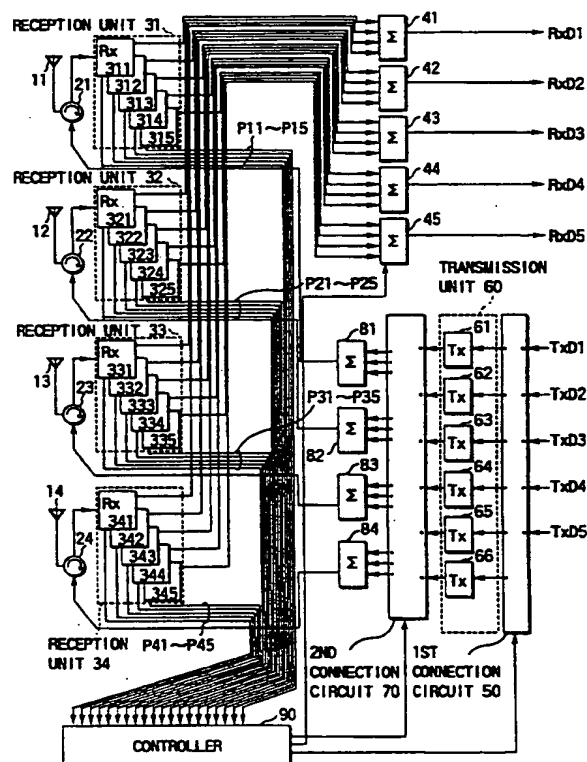 RECEPTION UNIT 31
11
21
Rx
311
312
313
314
315
P11~P15
RECEPTION UNIT 32
12
22
Rx
321
322
323
324
325
P21~P25
RECEPTION UNIT 33
13
23
Rx
331
332
333
334
335
P31~P35
14
24
Rx
341
342
343
344
345
P41~P45
RECEPTION
UNIT 34
41
Σ
RxD1
42
Σ
RxD2
43
Σ
RxD3
44
Σ
RxD4
45
Σ
RxD5
TRANSMISSION
UNIT 60
81
Σ
82
Σ
83
Σ
84
Σ
61
Tx
TxD1
62
Tx
TxD2
63
Tx
TxD3
64
Tx
TxD4
65
Tx
TxD5
66
Tx
2ND
CONNECTION
CIRCUIT 70
1ST
CONNECTION
CIRCUIT 50
90
CONTROLLER